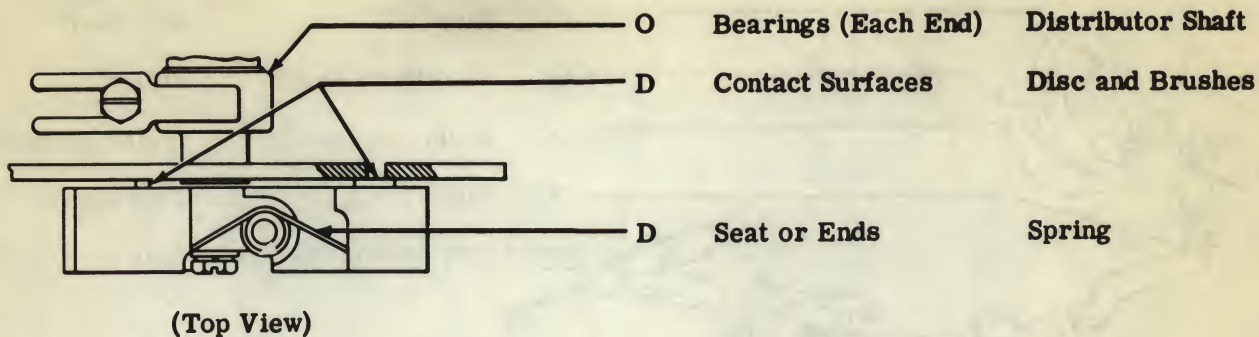 O Bearings (Each End) Distributor Shaft
D Contact Surfaces Disc and Brushes
D Seat or Ends Spring
(Top View)